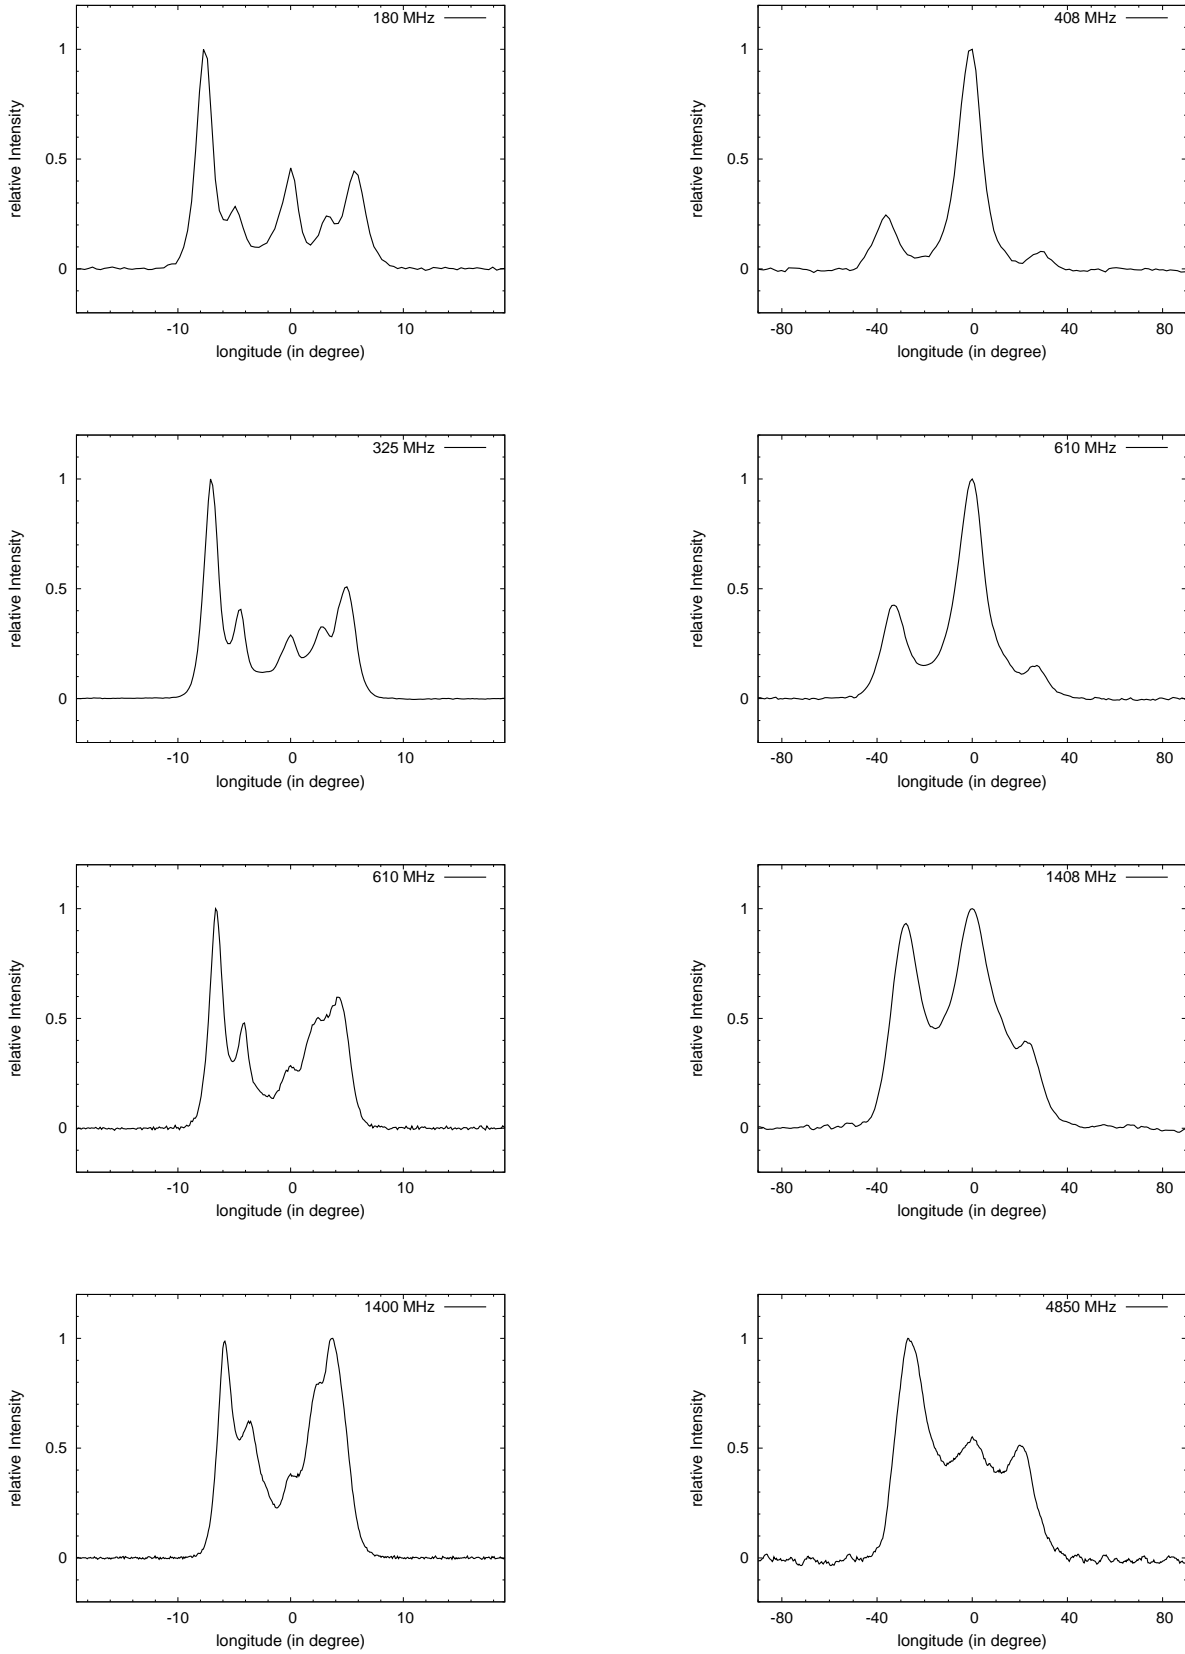 180 MHz
1
0.5
0
relative Intensity
-10 0 10
longitude (in degree)
408 MHz
1
0.5
0
relative Intensity
-80 -40 0 40 80
longitude (in degree)
325 MHz
1
0.5
0
relative Intensity
-10 0 10
longitude (in degree)
610 MHz
1
0.5
0
relative Intensity
-80 -40 0 40 80
longitude (in degree)
610 MHz
1
0.5
0
relative Intensity
-10 0 10
longitude (in degree)
1408 MHz
1
0.5
0
relative Intensity
-80 -40 0 40 80
longitude (in degree)
1400 MHz
1
0.5
0
relative Intensity
-10 0 10
longitude (in degree)
4850 MHz
1
0.5
0
relative Intensity
-80 -40 0 40 80
longitude (in degree)